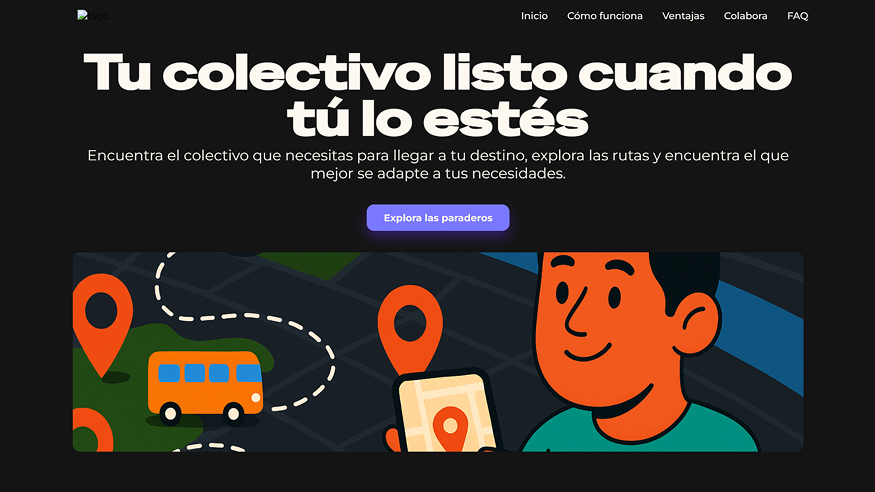 logo
Inicio Cómo funciona Ventajas Colabora FAQ
Tu colectivo listo cuando
tú lo estés
Encuentra el colectivo que necesitas para llegar a tu destino, explora las rutas y encuentra el que
mejor se adapte a tus necesidades.
Explora las paraderos